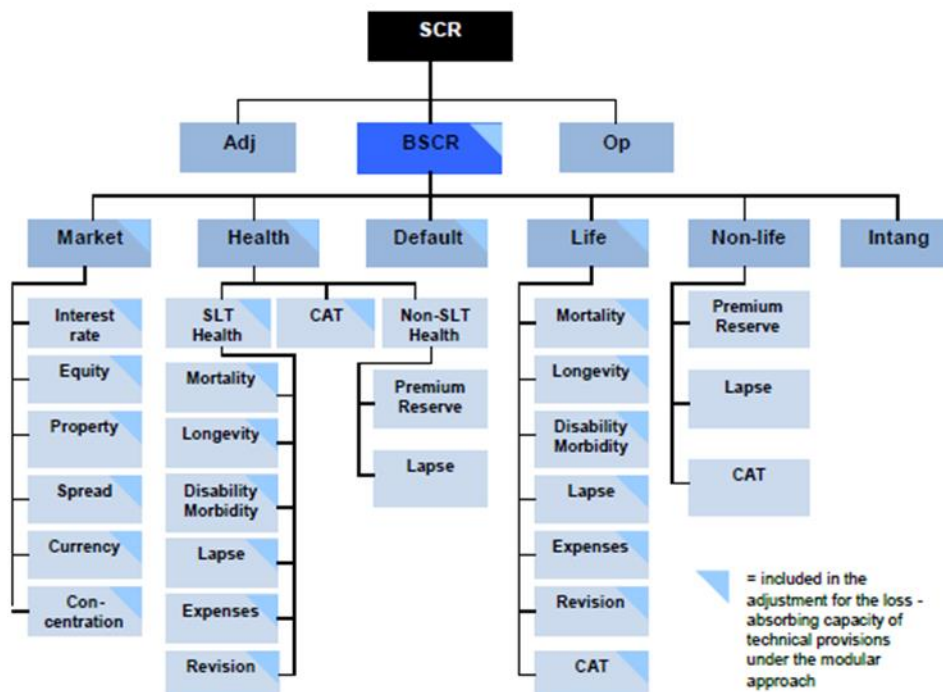 SCR
Adj
BSCR
Op
Market
Health
Default
Life
Non-life
Intang
Interest
rate
Equity
Property
Spread
Currency
Con-
centration
SLT
Health
CAT
Non-SLT
Health
Mortality
Longevity
Disability
Morbidity
Lapse
Expenses
Revision
Premium
Reserve
Lapse
Mortality
Longevity
Disability
Morbidity
Lapse
Expenses
Revision
CAT
Premium
Reserve
Lapse
CAT
= included in the
adjustment for the loss -
absorbing capacity of
technical provisions
under the modular
approach